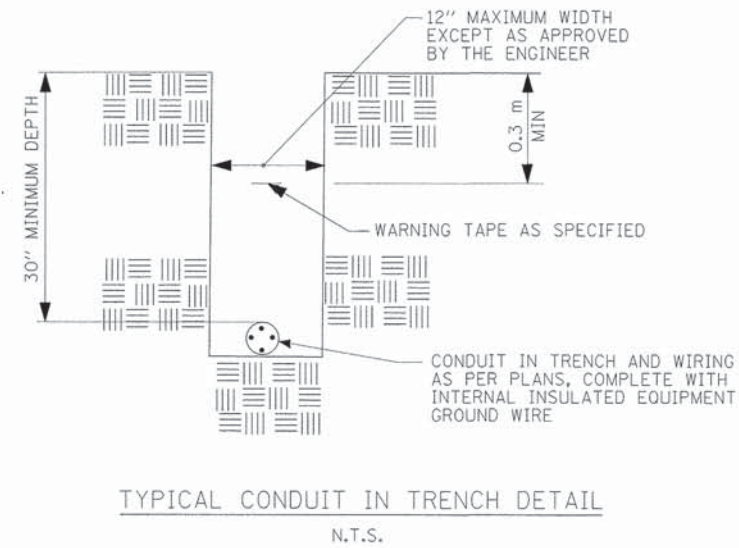 12" MAXIMUM WIDTH
EXCEPT AS APPROVED
BY THE ENGINEER
30" MINIMUM DEPTH
0.3 m
MIN
WARNING TAPE AS SPECIFIED
CONDUIT IN TRENCH AND WIRING
AS PER PLANS, COMPLETE WITH
INTERNAL INSULATED EQUIPMENT
GROUND WIRE
TYPICAL CONDUIT IN TRENCH DETAIL
N.T.S.